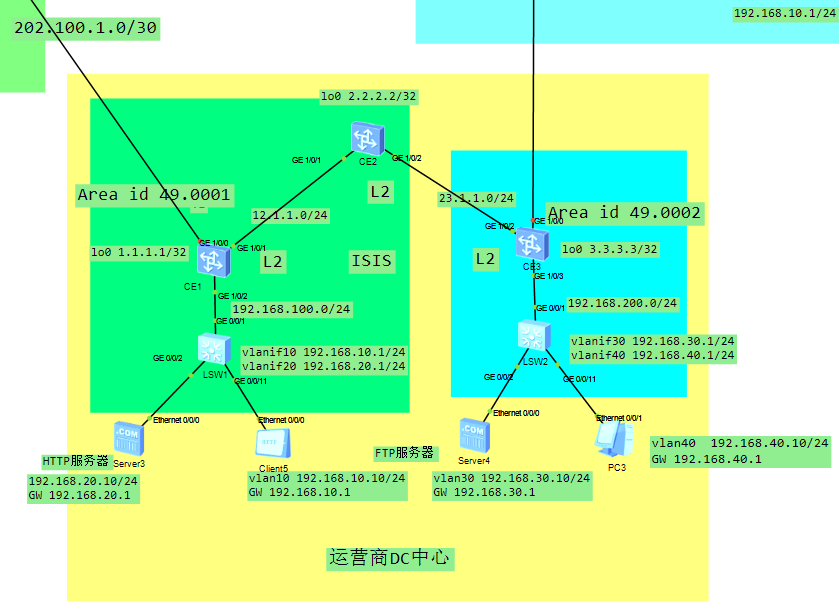 202.100.1.0/30
192.168.10.1/24
lo0 2.2.2.2/32
GE 1/0/1
CE2
GE 1/0/2
Area id 49.0001
L2
12.1.1.0/24
23.1.1.0/24
Area id 49.0002
GE 1/0/0
GE 1/0/2
GE 1/0/0
GE 1/0/1
lo0 1.1.1.1/32
L2
ISIS
L2
lo0 3.3.3.3/32
CE3
GE 1/0/3
CE1
GE 1/0/2
192.168.100.0/24
GE 0/0/1
192.168.200.0/24
GE 0/0/1
vlanif10 192.168.10.1/24
vlanif20 192.168.20.1/24
GE 0/0/2
LSW1
GE 0/0/11
vlanif30 192.168.30.1/24
vlanif40 192.168.40.1/24
LSW2
GE 0/0/2
GE 0/0/11
Ethernet 0/0/0
Ethernet 0/0/0
Ethernet 0/0/0
Ethernet 0/0/1
HTTP服务器
Server3
Client5
FTP服务器
Server4
PC3
192.168.20.10/24
GW 192.168.20.1
vlan10 192.168.10.10/24
GW 192.168.10.1
vlan30 192.168.30.10/24
GW 192.168.30.1
vlan40  192.168.40.10/24
GW 192.168.40.1
运营商DC中心